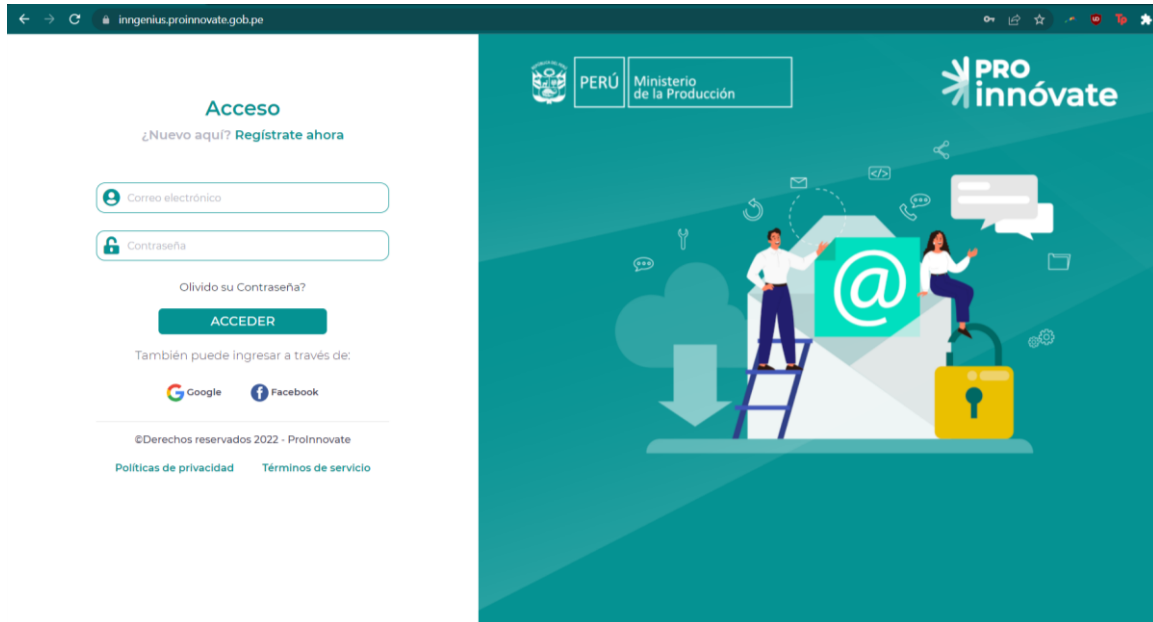 inngenius.proinnovate.gob.pe
Acceso
¿Nuevo aquí? Regístrate ahora
Correo electrónico
Contraseña
Olivido su Contraseña?
ACCEDER
También puede ingresar a través de:
Google Facebook
©Derechos reservados 2022 - ProInnovate
Políticas de privacidad Términos de servicio
PERÚ Ministerio
de la Producción
PRO
innóvate
</>
@